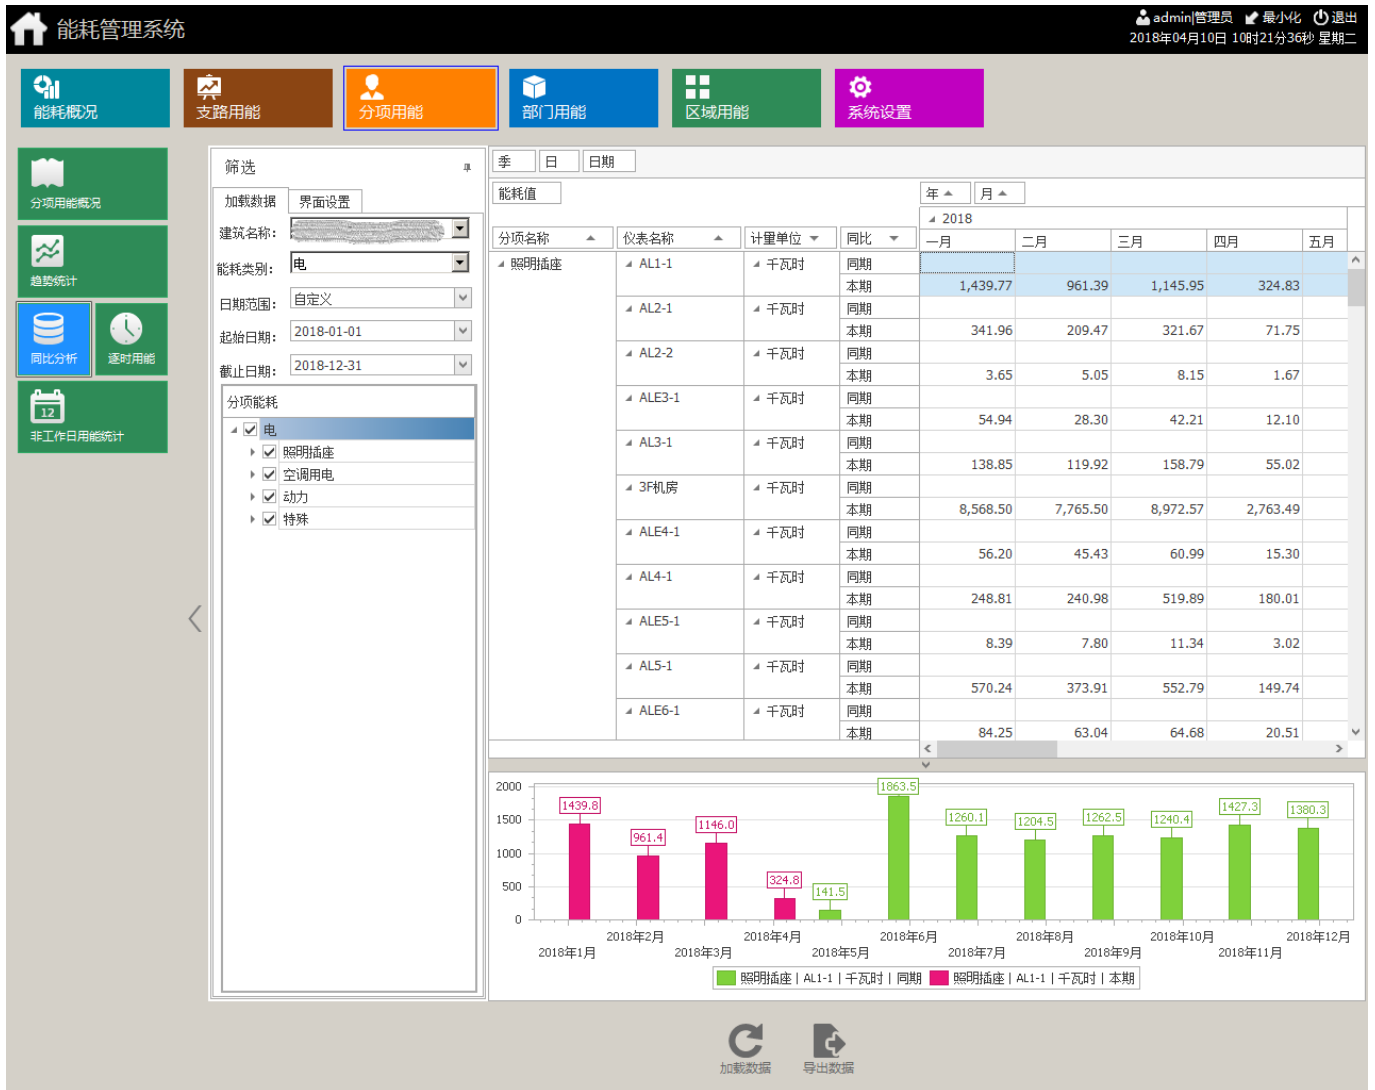 能耗管理系统
admin|管理员 最小化 退出
2018年04月10日 10时21分36秒 星期二
能耗概况 支路用能 分项用能 部门用能 区域用能 系统设置
分项用能概况
趋势统计
同比分析 逐时用能
12
非工作日用能统计
筛选
加载数据 界面设置
建筑名称:
能耗类别: 电
日期范围: 自定义
起始日期: 2018-01-01
截止日期: 2018-12-31
分项能耗
电
照明插座
空调用电
动力
特殊
季 日 日期
能耗值 年 月
2018
分项名称 仪表名称 计量单位 同比 一月 二月 三月 四月 五月
照明插座 AL1-1 千瓦时 同期
本期 1,439.77 961.39 1,145.95 324.83
AL2-1 千瓦时 同期
本期 341.96 209.47 321.67 71.75
AL2-2 千瓦时 同期
本期 3.65 5.05 8.15 1.67
ALE3-1 千瓦时 同期
本期 54.94 28.30 42.21 12.10
AL3-1 千瓦时 同期
本期 138.85 119.92 158.79 55.02
3F机房 千瓦时 同期
本期 8,568.50 7,765.50 8,972.57 2,763.49
ALE4-1 千瓦时 同期
本期 56.20 45.43 60.99 15.30
AL4-1 千瓦时 同期
本期 248.81 240.98 519.89 180.01
ALE5-1 千瓦时 同期
本期 8.39 7.80 11.34 3.02
AL5-1 千瓦时 同期
本期 570.24 373.91 552.79 149.74
ALE6-1 千瓦时 同期
本期 84.25 63.04 64.68 20.51
2000
1500
1000
500
0
1439.8 961.4 1146.0 324.8 141.5 1863.5 1260.1 1204.5 1262.5 1240.4 1427.3 1380.3
2018年1月 2018年2月 2018年3月 2018年4月 2018年5月 2018年6月 2018年7月 2018年8月 2018年9月 2018年10月 2018年11月 2018年12月
照明插座 | AL1-1 | 千瓦时 | 同期 照明插座 | AL1-1 | 千瓦时 | 本期
加载数据 导出数据